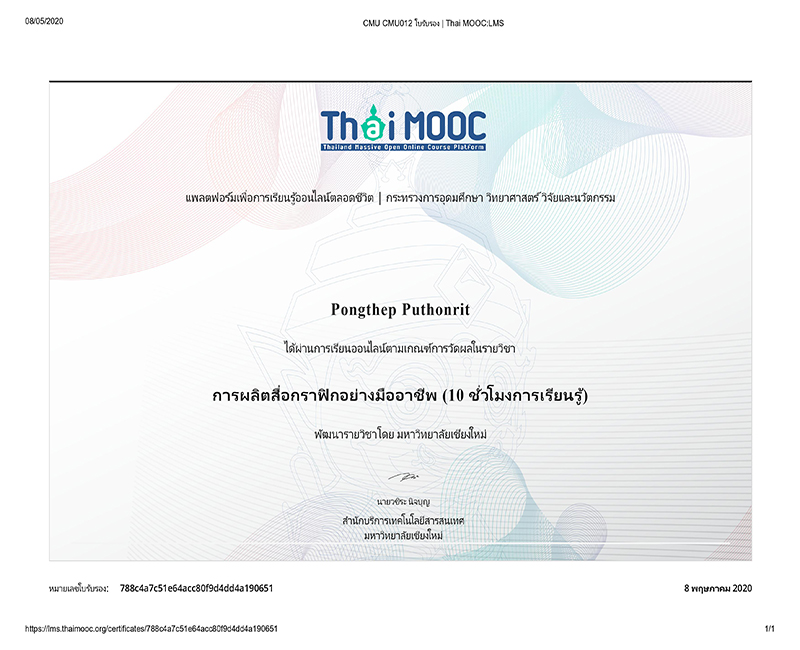 08/05/2020
CMU CMU012 ใบรับรอง | Thai MOOC:LMS
Thai MOOC
Thailand Massive Open Online Course Platform
แพลตฟอร์มเพื่อการเรียนรู้ออนไลน์ตลอดชีวิต | กระทรวงการอุดมศึกษา วิทยาศาสตร์ วิจัยและนวัตกรรม
Pongthep Puthonrit
ได้ผ่านการเรียนออนไลน์ตามเกณฑ์การวัดผลในรายวิชา
การผลิตสื่อกราฟิกอย่างมืออาชีพ (10 ชั่วโมงการเรียนรู้)
พัฒนารายวิชาโดย มหาวิทยาลัยเชียงใหม่
นายวชิระ นิจบุญ
สำนักบริการเทคโนโลยีสารสนเทศ
มหาวิทยาลัยเชียงใหม่
หมายเลขใบรับรอง: 788c4a7c51e64acc80f9d4dd4a190651
8 พฤษภาคม 2020
https://lms.thaimooc.org/certificates/788c4a7c51e64acc80f9d4dd4a190651
1/1